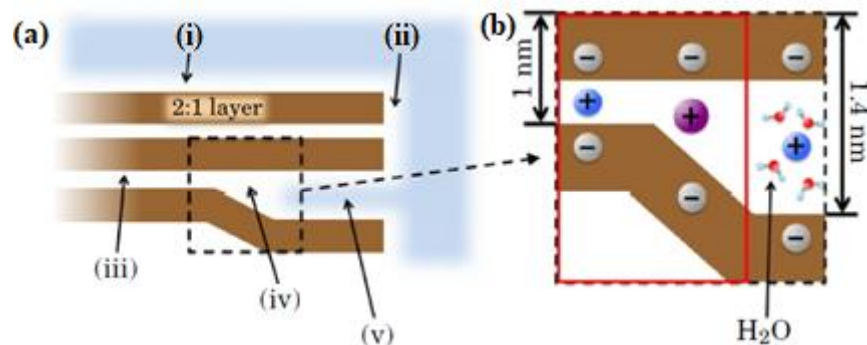 (a)
(i)
(ii)
2:1 layer
(iii)
(iv)
(v)
(b)
1 nm
1.4 nm
− − −
+ + +
− − −
H₂O